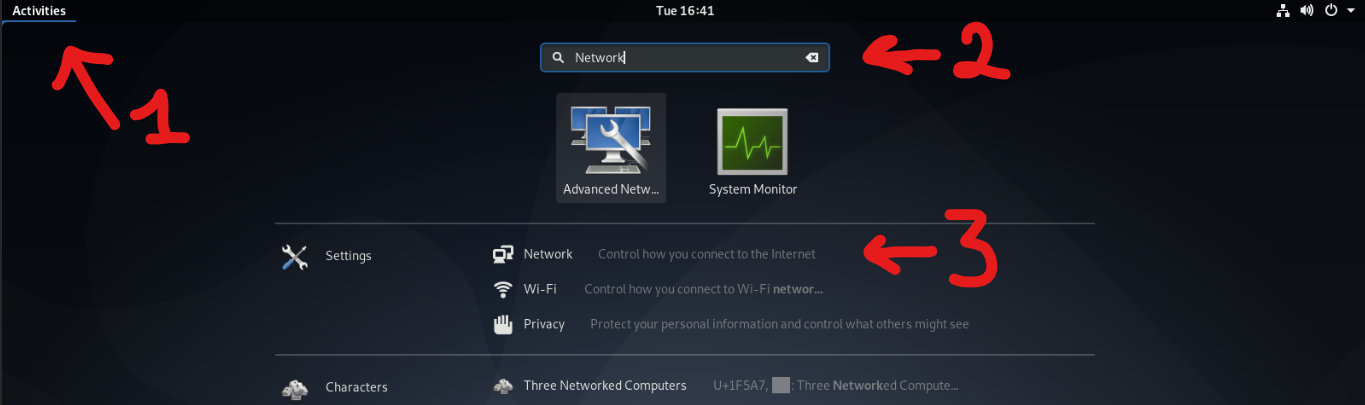 Activities
Tue 16:41
1
Network
2
Advanced Netw...
System Monitor
Settings
Network Control how you connect to the Internet
3
Wi-Fi Control how you connect to Wi-Fi networ...
Privacy Protect your personal information and control what others might see
Characters
Three Networked Computers U+1F5A7, : Three Networked Compute...